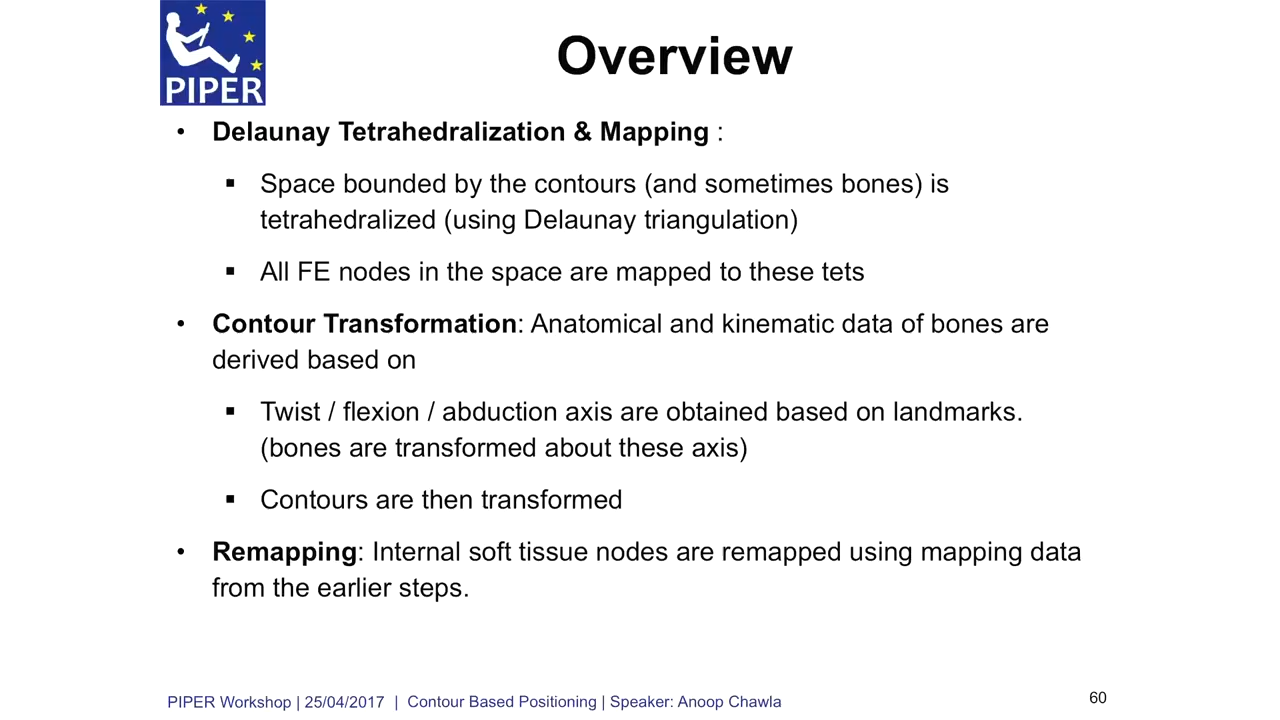 PIPER
Overview
• Delaunay Tetrahedralization & Mapping :
▪ Space bounded by the contours (and sometimes bones) is
tetrahedralized (using Delaunay triangulation)
▪ All FE nodes in the space are mapped to these tets
• Contour Transformation: Anatomical and kinematic data of bones are
derived based on
▪ Twist / flexion / abduction axis are obtained based on landmarks.
(bones are transformed about these axis)
▪ Contours are then transformed
• Remapping: Internal soft tissue nodes are remapped using mapping data
from the earlier steps.
PIPER Workshop | 25/04/2017 | Contour Based Positioning | Speaker: Anoop Chawla
60